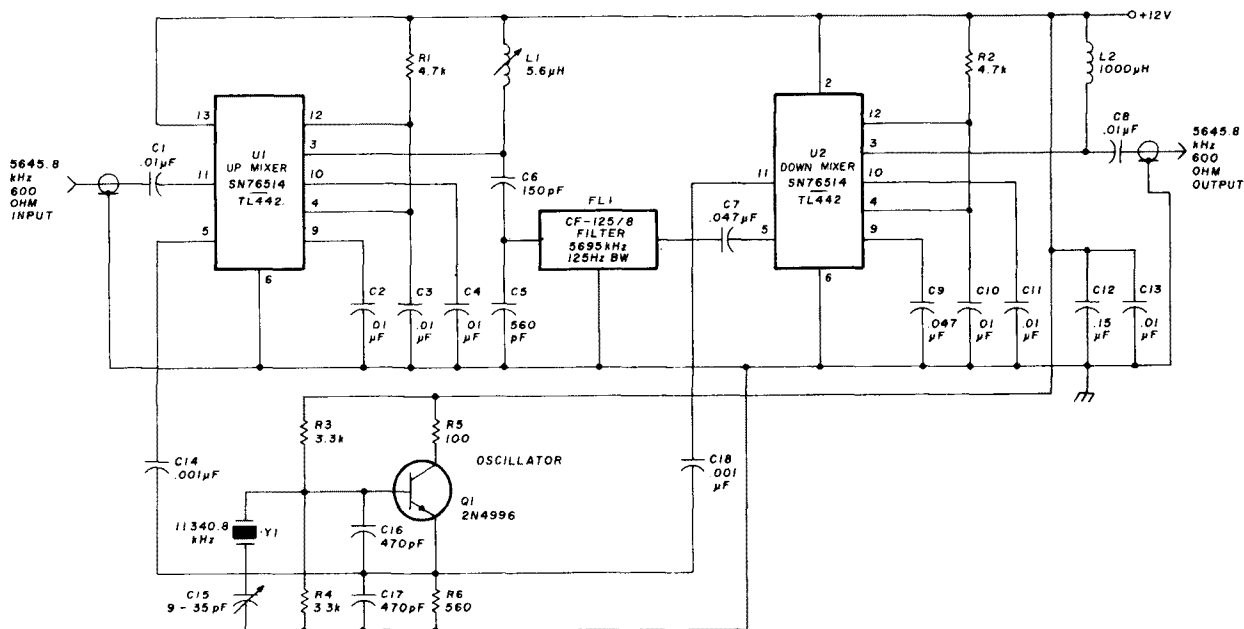 +12V
R1
4.7k
L1
5.6µH
R2
4.7k
L2
1000µH
13
12
3
10
4
9
11
5
6
U1
UP MIXER
SN76514
TL442
C1
.01µF
5645.8
kHz
600
OHM
INPUT
C6
150pF
FL1
CF-125/8
FILTER
5695kHz
125Hz BW
C7
.047µF
2
12
3
10
4
9
11
5
6
U2
DOWN MIXER
SN76514
TL442
C8
.01µF
5645.8
kHz
600
OHM
OUTPUT
C2
.01
µF
C3
.01
µF
C4
.01
µF
C5
560
pF
C9
.047
µF
C10
.01
µF
C11
.01
µF
C12
.15
µF
C13
.01
µF
R3
3.3k
R5
100
OSCILLATOR
C14
.001µF
C18
.001
µF
Q1
2N4996
11340.8
kHz
Y1
C16
470pF
C15
9-35pF
R4
3.3k
C17
470pF
R6
560